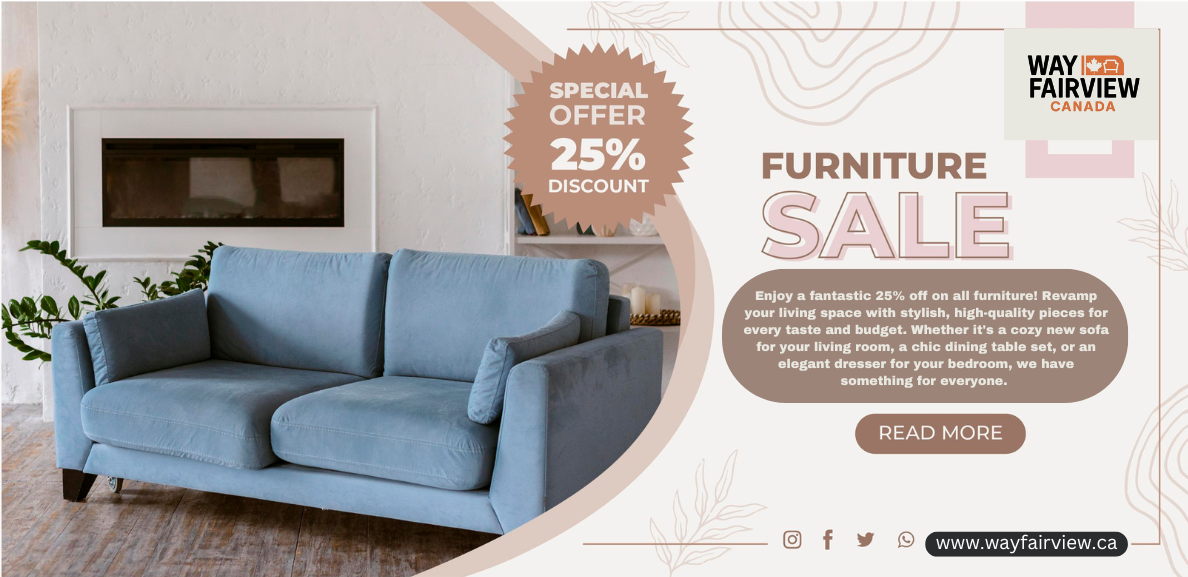 SPECIAL
OFFER
25%
DISCOUNT
WAY
FAIRVIEW
CANADA
FURNITURE
SALE
Enjoy a fantastic 25% off on all furniture! Revamp
your living space with stylish, high-quality pieces for
every taste and budget. Whether it's a cozy new sofa
for your living room, a chic dining table set, or an
elegant dresser for your bedroom, we have
something for everyone.
READ MORE
www.wayfairview.ca